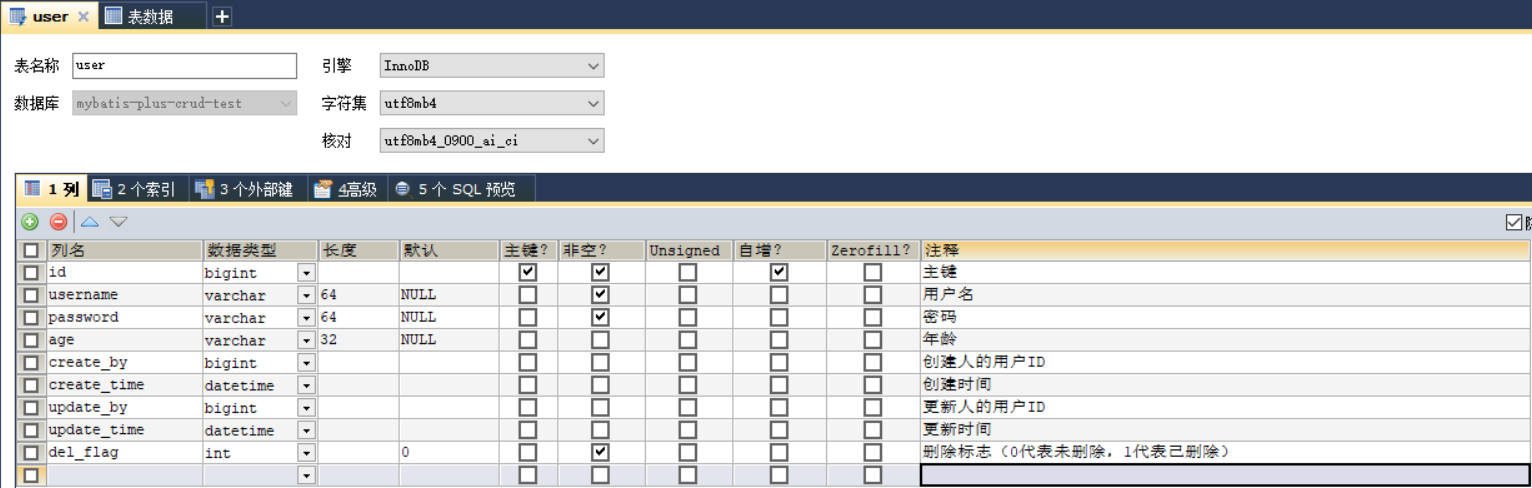 user 表数据
表名称 user 引擎 InnoDB
数据库 mybatis-plus-crud-test 字符集 utf8mb4
核对 utf8mb4_0900_ai_ci
1 列 2 个索引 3 个外部键 4高级 5 个 SQL 预览
列名 数据类型 长度 默认 主键? 非空? Unsigned 自增? Zerofill? 注释
id bigint 主键
username varchar 64 NULL 用户名
password varchar 64 NULL 密码
age varchar 32 NULL 年龄
create_by bigint 创建人的用户ID
create_time datetime 创建时间
update_by bigint 更新人的用户ID
update_time datetime 更新时间
del_flag int 0 删除标志（0代表未删除，1代表已删除）